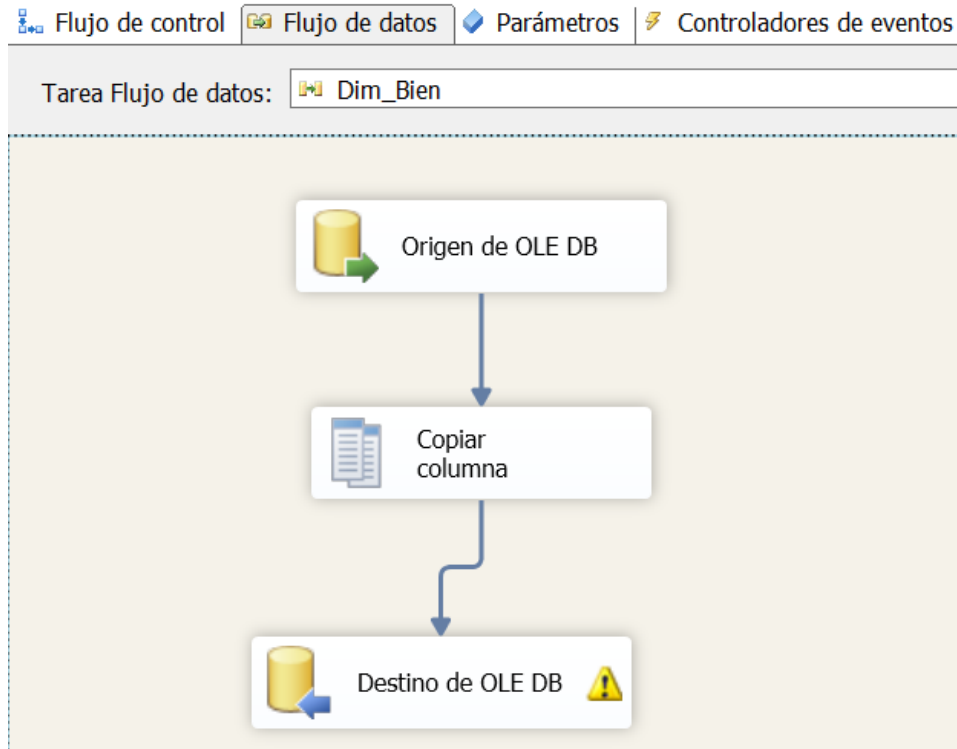 Flujo de control Flujo de datos Parámetros Controladores de eventos
Tarea Flujo de datos: Dim_Bien
Origen de OLE DB
Copiar
columna
Destino de OLE DB